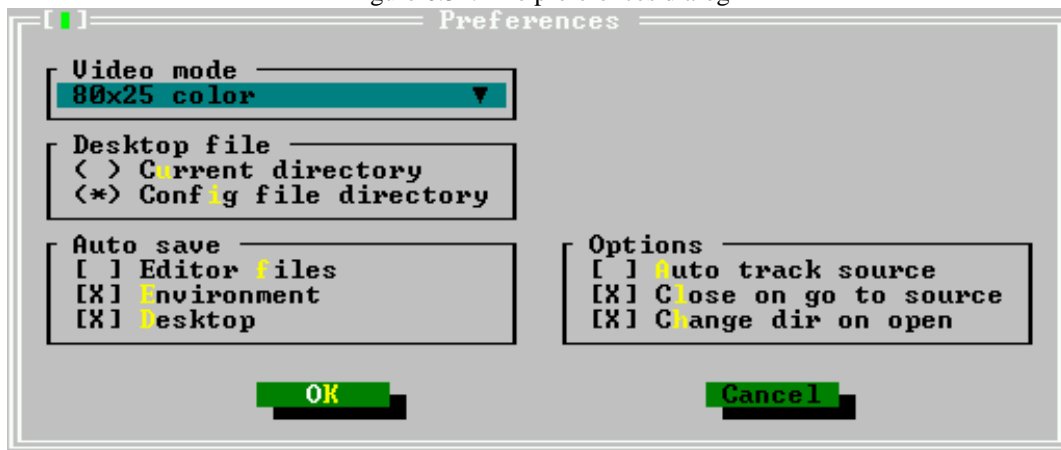 Preferences
Video mode
80x25 color ▼
Desktop file
( ) Current directory
(*) Config file directory
Auto save
[ ] Editor files
[X] Environment
[X] Desktop
Options
[ ] Auto track source
[X] Close on go to source
[X] Change dir on open
OK
Cancel